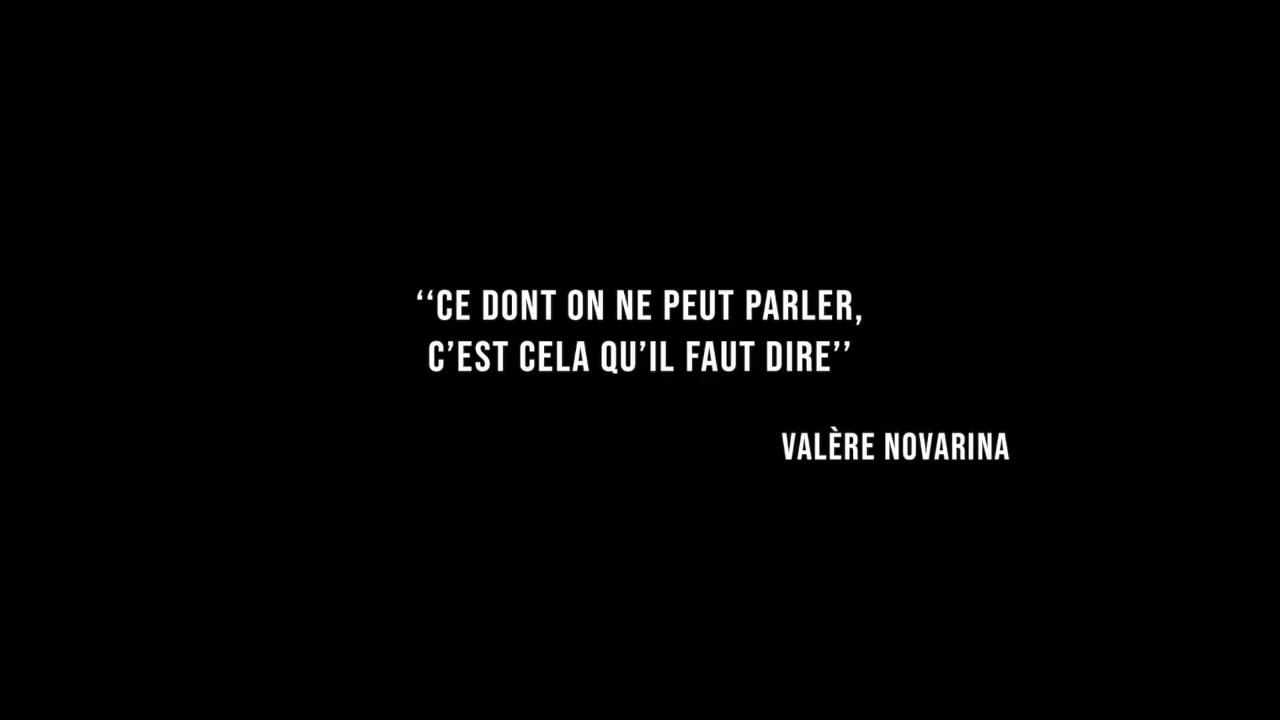 ‘‘CE DONT ON NE PEUT PARLER,
C’EST CELA QU’IL FAUT DIRE’’
VALÈRE NOVARINA